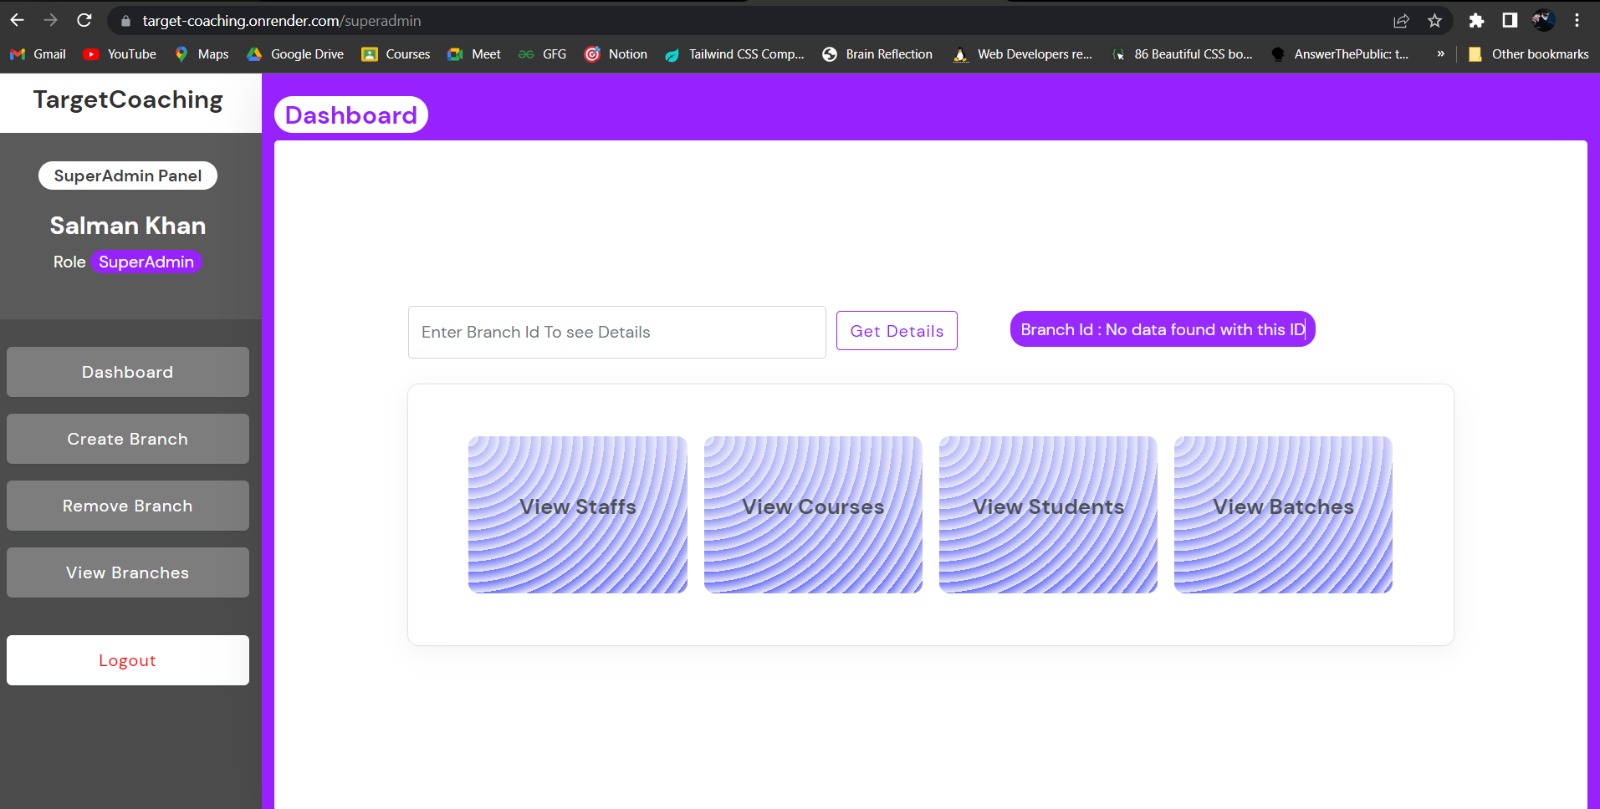 target-coaching.onrender.com/superadmin
Gmail YouTube Maps Google Drive Courses Meet GFG Notion Tailwind CSS Comp... Brain Reflection Web Developers re... 86 Beautiful CSS bo... AnswerThePublic: t... » Other bookmarks
TargetCoaching
Dashboard
SuperAdmin Panel
Salman Khan
Role SuperAdmin
Dashboard
Create Branch
Remove Branch
View Branches
Logout
Enter Branch Id To see Details
Get Details
Branch Id : No data found with this ID
View Staffs
View Courses
View Students
View Batches